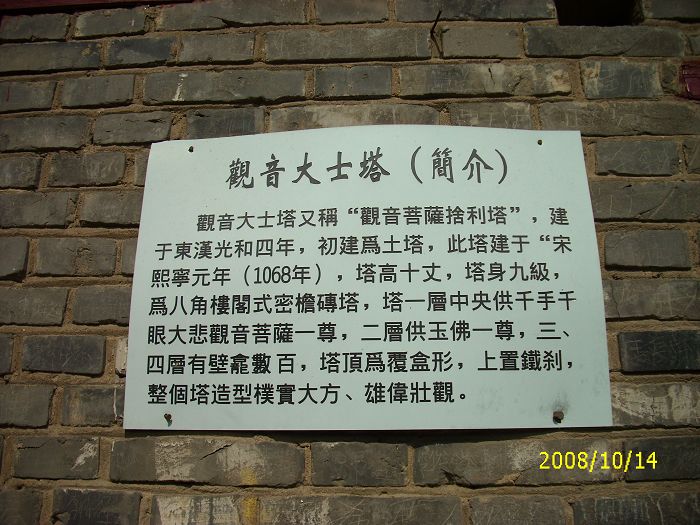 觀音大士塔（簡介）
觀音大士塔又稱“觀音菩薩捨利塔”，建
于東漢光和四年，初建爲土塔，此塔建于“宋
熙寧元年（1068年），塔高十丈，塔身九級，
爲八角樓閣式密檐磚塔，塔一層中央供千手千
眼大悲觀音菩薩一尊，二層供玉佛一尊，三、
四層有壁龕數百，塔頂爲覆盒形，上置鐵刹，
整個塔造型樸實大方、雄偉壯觀。
2008/10/14